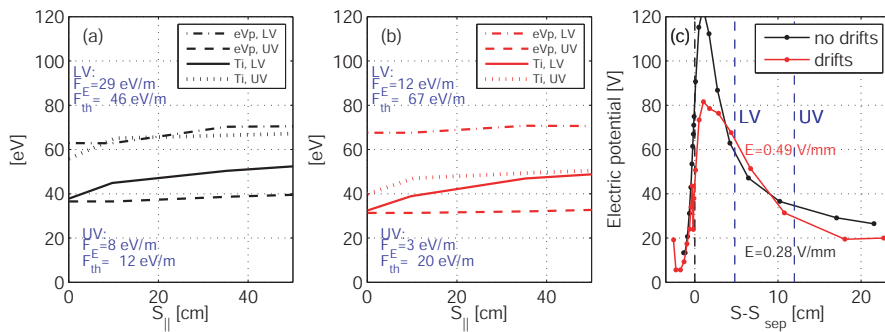 (a)
eVp, LV
eVp, UV
Ti, LV
Ti, UV
LV:
F_E=29 eV/m
F_th= 46 eV/m
UV:
F_E=8 eV/m
F_th= 12 eV/m
120
100
80
60
40
20
0
[eV]
0
20
40
S_|| [cm]
(b)
eVp, LV
eVp, UV
Ti, LV
Ti, UV
LV:
F_E=12 eV/m
F_th= 67 eV/m
UV:
F_E=3 eV/m
F_th= 20 eV/m
120
100
80
60
40
20
0
[eV]
0
20
40
S_|| [cm]
(c)
no drifts
drifts
LV
UV
E=0.49 V/mm
E=0.28 V/mm
120
100
80
60
40
20
0
Electric potential [V]
0
10
20
S-S_sep [cm]